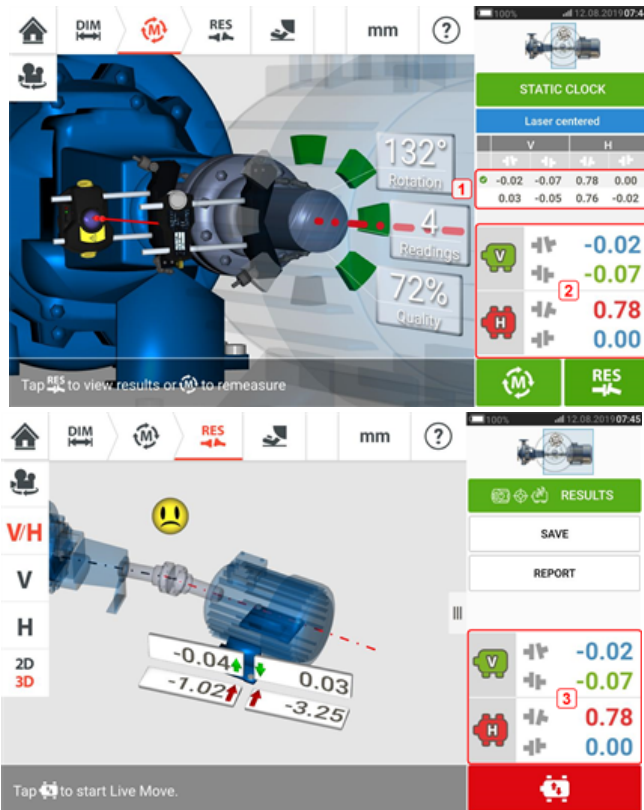 DIM
RES
mm
?
100%
12.08.2019 07:4
STATIC CLOCK
Laser centered
V H
-0.02 -0.07 0.78 0.00
0.03 -0.05 0.76 -0.02
132°
Rotation
4
Readings
72%
Quality
1
V
-0.02
-0.07
2
H
0.78
0.00
Tap RES to view results or M to remeasure
M
RES
DIM
M
RES
mm
?
100%
12.08.2019 07:45
RESULTS
SAVE
REPORT
V/H
V
H
2D
3D
-0.04 0.03
-1.02 -3.25
V
-0.02
-0.07
3
H
0.78
0.00
Tap to start Live Move.